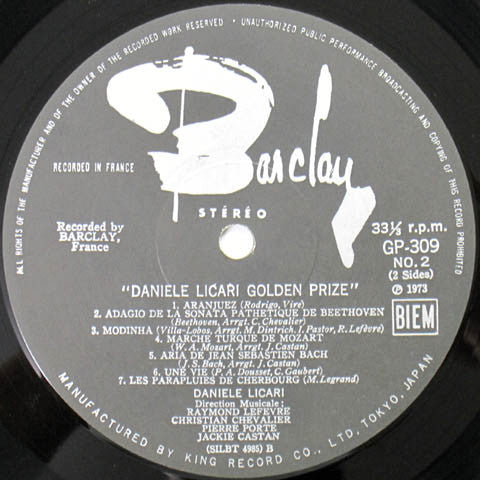 ALL RIGHTS OF THE MANUFACTURER AND OF THE OWNER OF THE RECORDED WORK RESERVED • UNAUTHORIZED PUBLIC PERFORMANCE BROADCASTING AND COPYING OF THIS RECORD PROHIBITED
Barclay
RECORDED IN FRANCE
STÉRÉO
Recorded by
BARCLAY,
France
33⅓ r.p.m.
GP-309
NO. 2
(2 Sides)
℗ 1973
BIEM
"DANIELE LICARI GOLDEN PRIZE"
1. ARANJUEZ (Rodrigo, Vire)
2. ADAGIO DE LA SONATA PATHETIQUE DE BEETHOVEN
(Beethoven, Arrgt. C. Chevalier)
3. MODINHA (Villa-Lobos, Arrgt. M. Dintrich. I. Pastor, R. Lefèvre)
4. MARCHE TURQUE DE MOZART
(W. A. Mozart, Arrgt. J. Castan)
5. ARIA DE JEAN SEBASTIEN BACH
(J. S. Bach, Arrgt. J. Castan)
6. UNE VIE (P. A. Dousset, C. Gaubert)
7. LES PARAPLUIES DE CHERBOURG (M. Legrand)
DANIELE LICARI
Direction Musicale:
RAYMOND LEFEVRE
CHRISTIAN CHEVALIER
PIERRE PORTE
JACKIE CASTAN
(SILBT 4985) B
MANUFACTURED BY KING RECORD CO., LTD. TOKYO, JAPAN